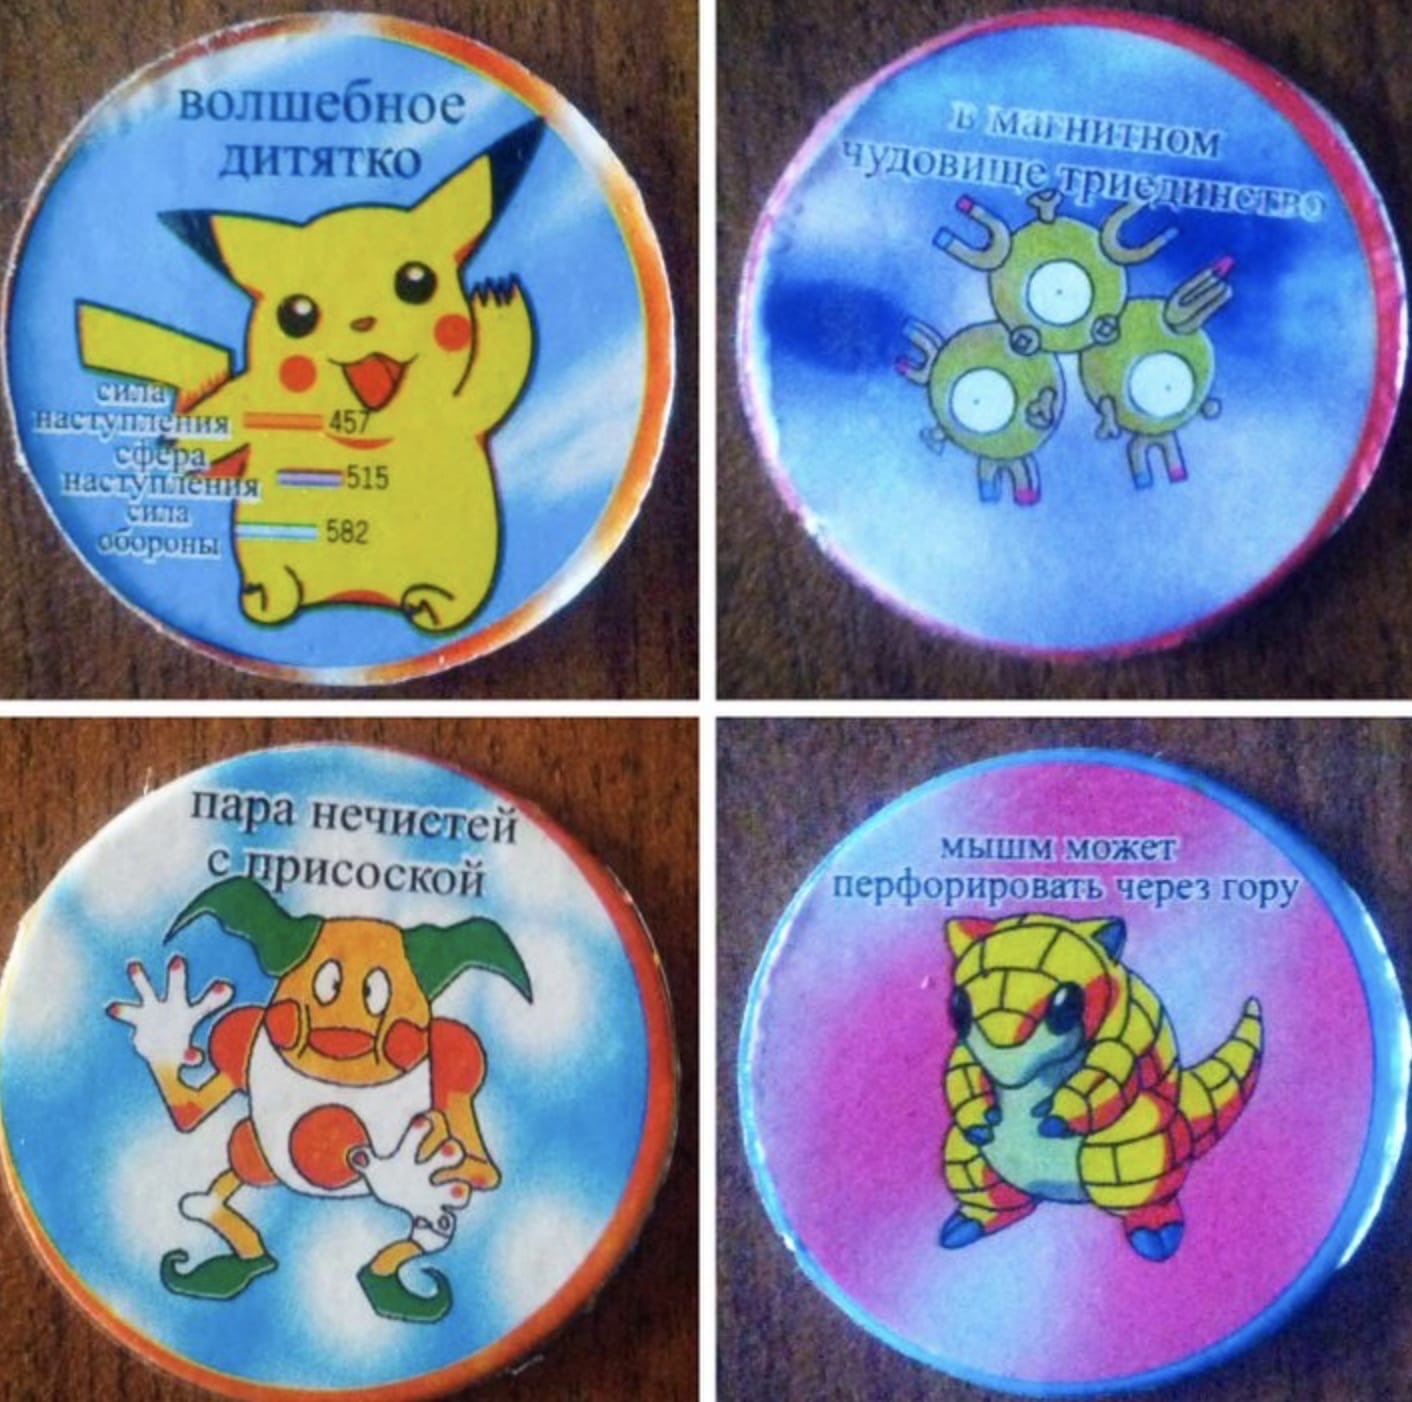 волшебное
дитятко
сила
наступления 457
сфера
наступления 515
сила
обороны 582
в магнитном
чудовище триединство
пара нечистей
с присоской
мышм может
перфорировать через гору